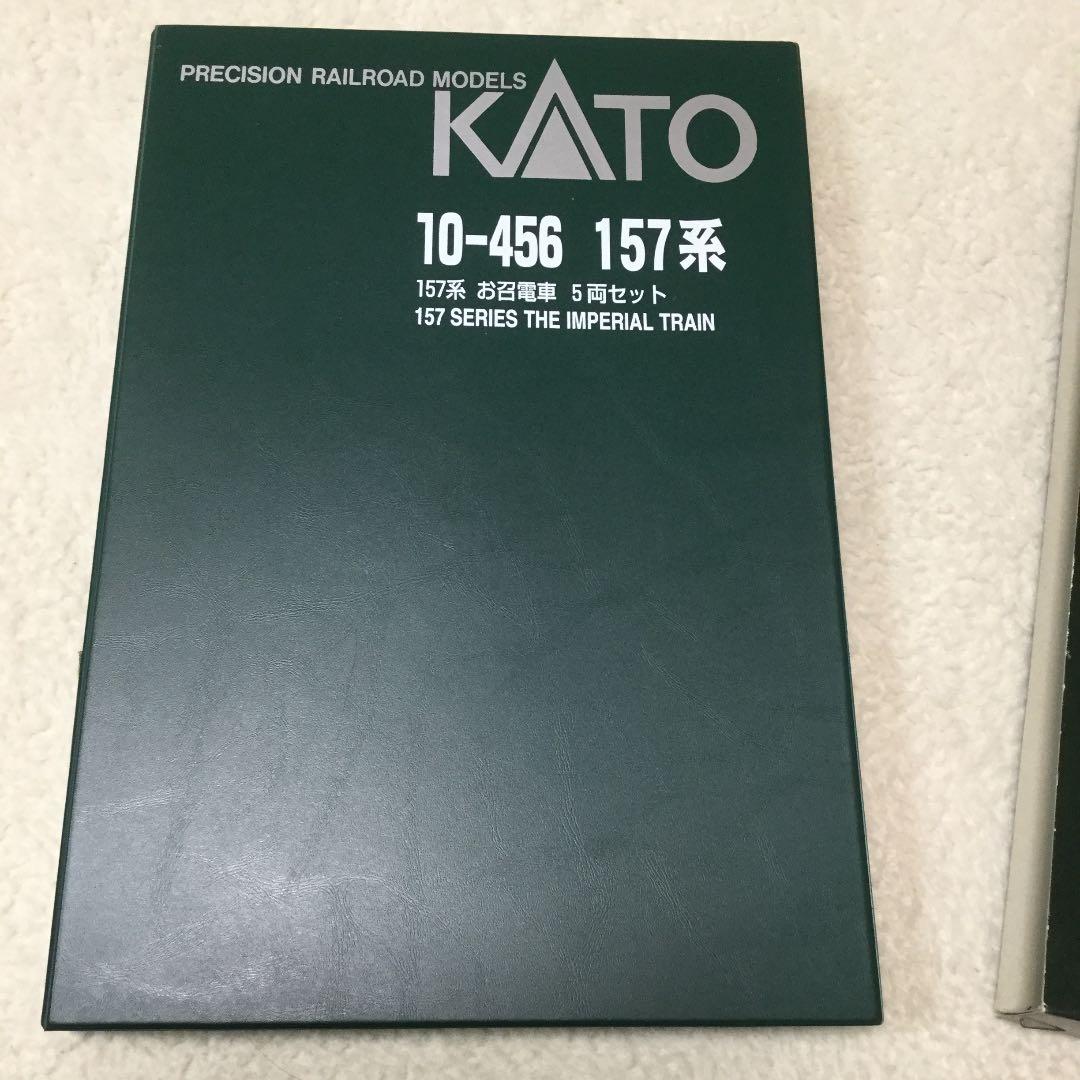 PRECISION RAILROAD MODELS
KATO
10-456 157系
157系 お召電車 5両セット
157 SERIES THE IMPERIAL TRAIN